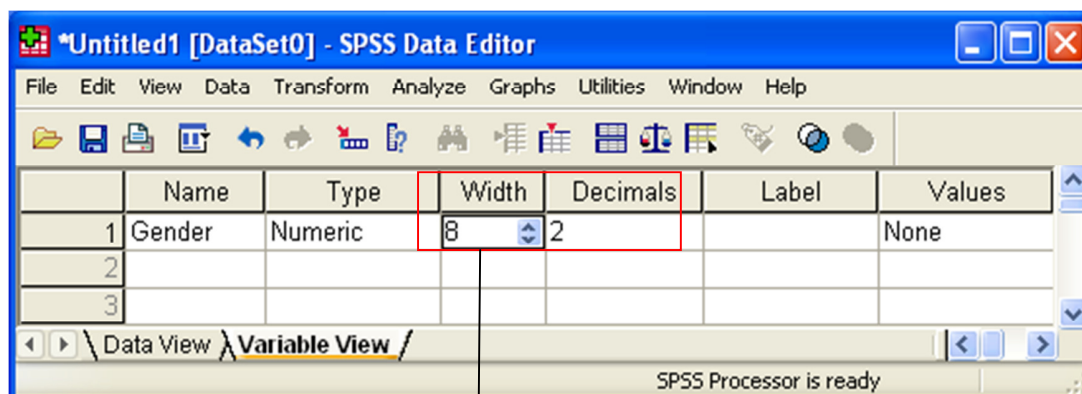 *Untitled1 [DataSet0] - SPSS Data Editor
File Edit View Data Transform Analyze Graphs Utilities Window Help
Name Type Width Decimals Label Values
1 Gender Numeric 8 2 None
2
3
Data View Variable View
SPSS Processor is ready